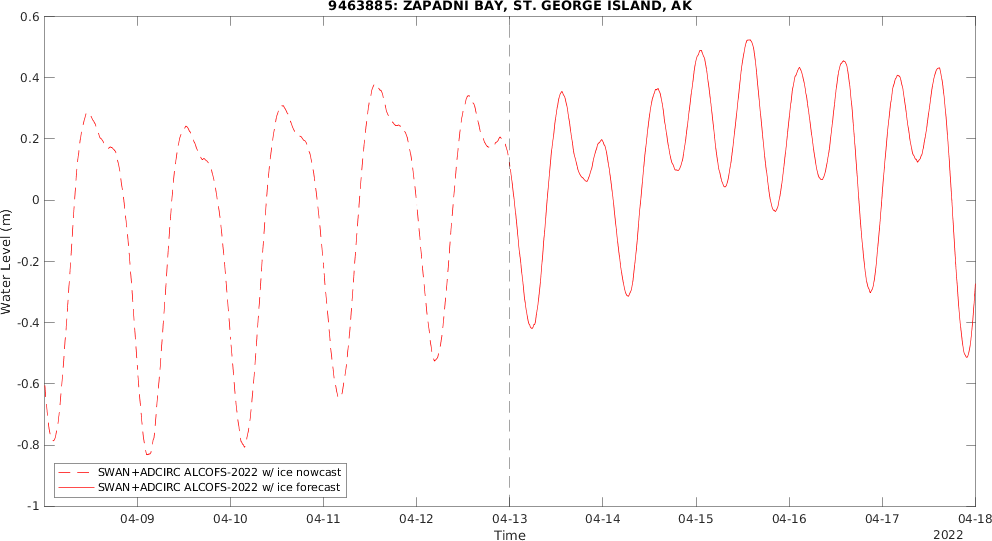 9463885: ZAPADNI BAY, ST. GEORGE ISLAND, AK
0.6
0.4
0.2
0
-0.2
-0.4
-0.6
-0.8
-1
Water Level (m)
SWAN+ADCIRC ALCOFS-2022 w/ ice nowcast
SWAN+ADCIRC ALCOFS-2022 w/ ice forecast
04-09 04-10 04-11 04-12 04-13 04-14 04-15 04-16 04-17 04-18
Time
2022